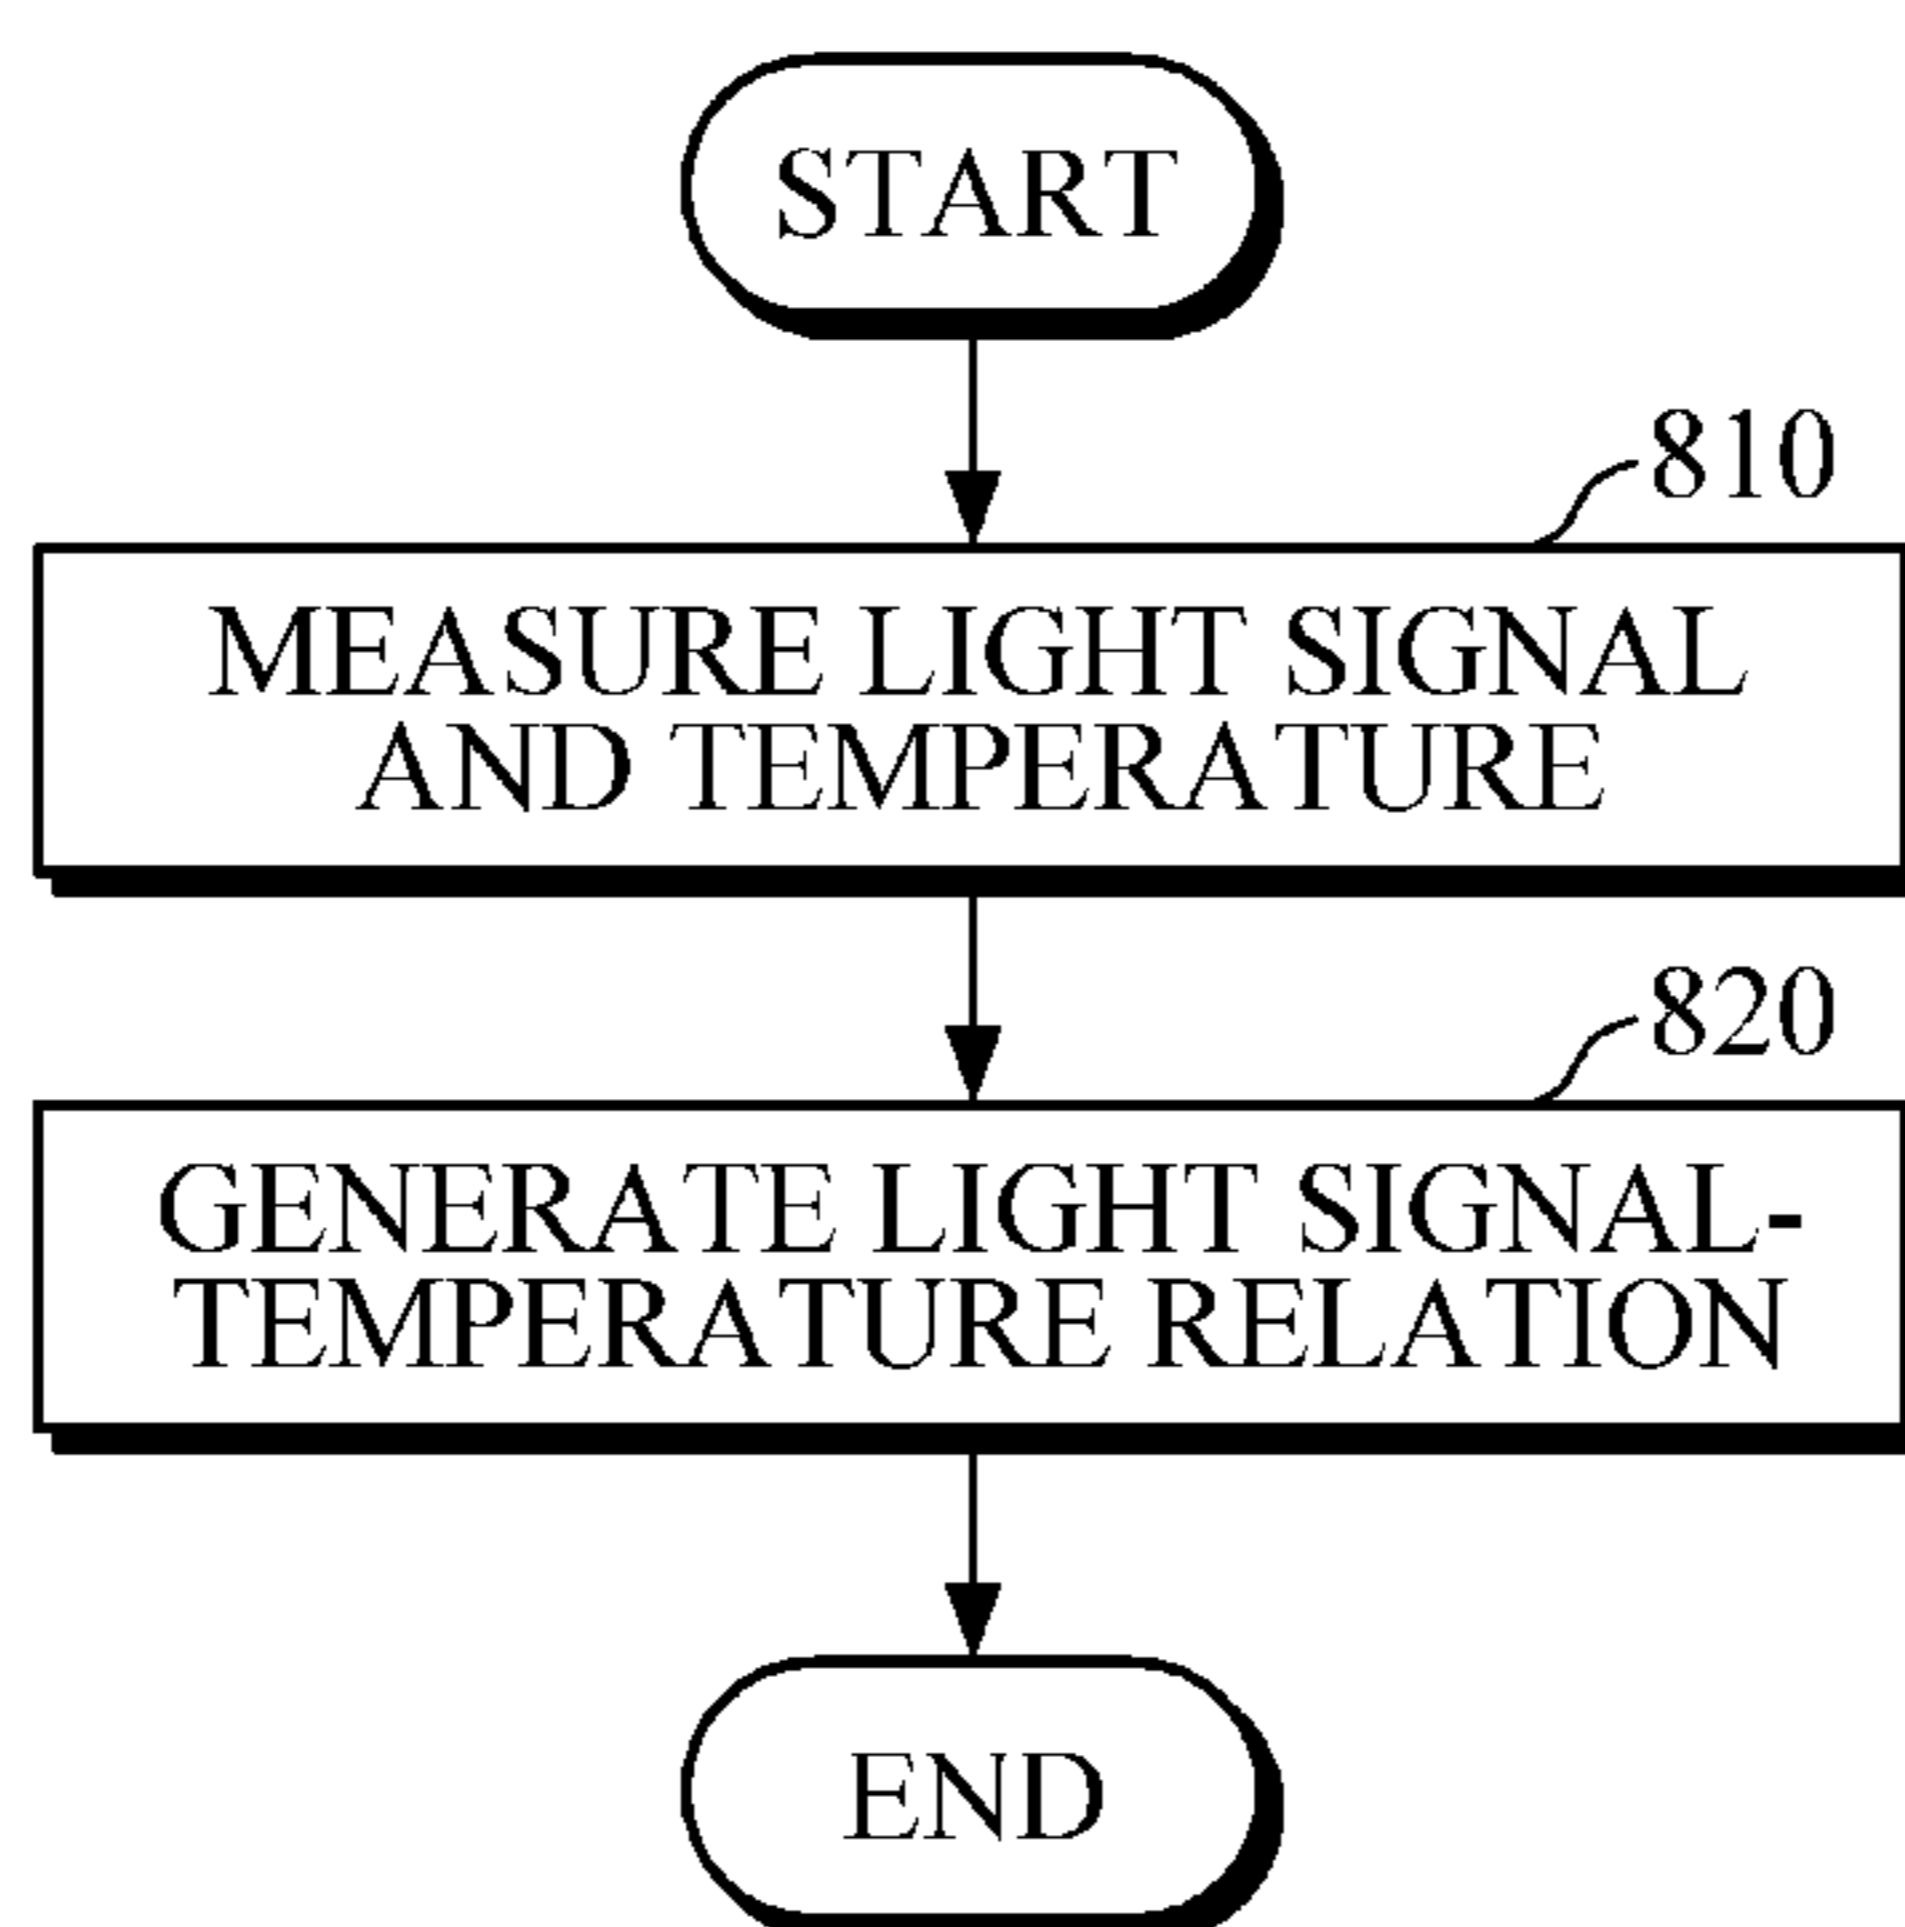 START
810
MEASURE LIGHT SIGNAL
AND TEMPERATURE
820
GENERATE LIGHT SIGNAL-
TEMPERATURE RELATION
END